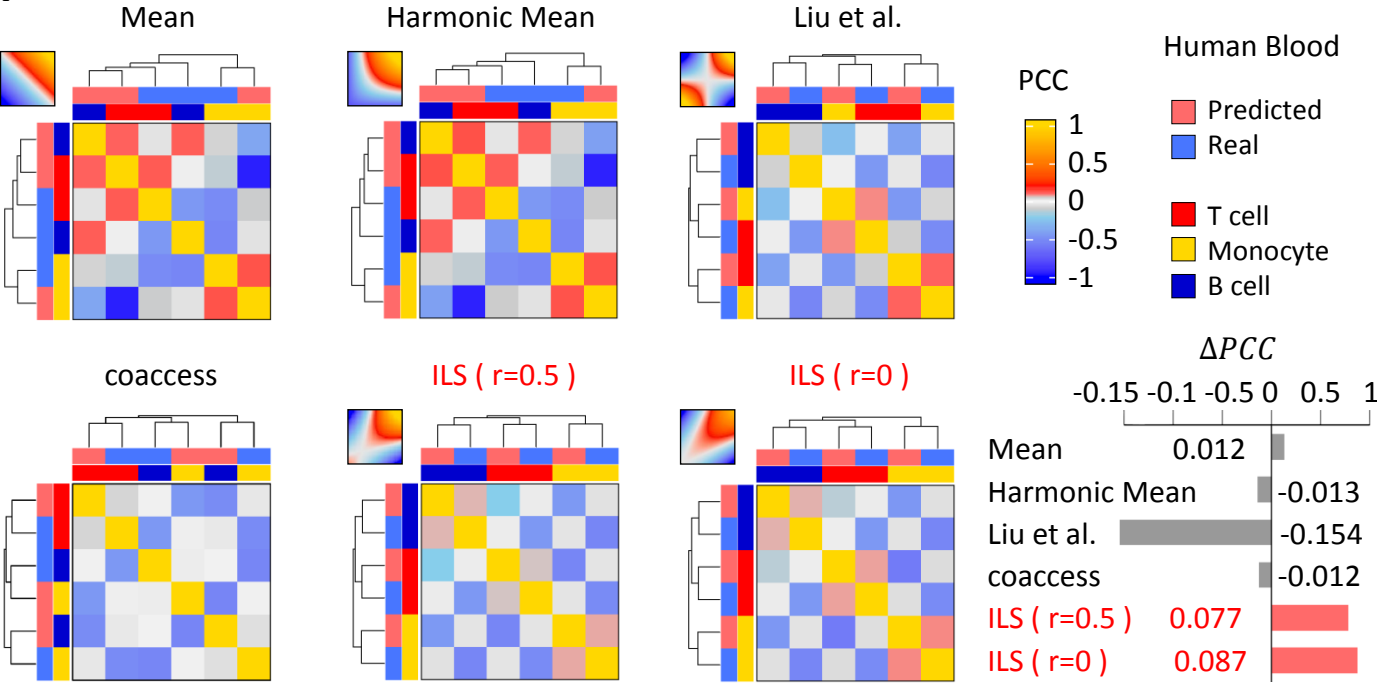 Mean
Harmonic Mean
Liu et al.
Human Blood
PCC
1
0.5
0
-0.5
-1
Predicted
Real
T cell
Monocyte
B cell
coaccess
ILS ( r=0.5 )
ILS ( r=0 )
ΔPCC
-0.15 -0.1 -0.5 0 0.5 1
Mean 0.012
Harmonic Mean -0.013
Liu et al. -0.154
coaccess -0.012
ILS ( r=0.5 ) 0.077
ILS ( r=0 ) 0.087